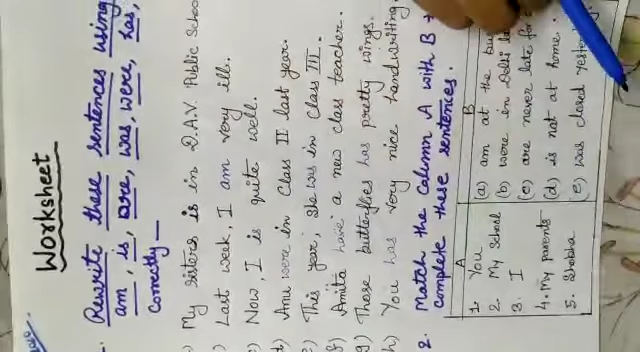 Worksheet
1. Rewrite these sentences using
am, is, are, was, were, has,
correctly —
My sisters is in D.A.V. Public School
Last week, I am very ill.
c) Now, I is quite well.
d) Anu were in Class II last year.
e) This year, she was in Class III.
f) Amita have a new class teacher.
g) Those butterflies has pretty wings.
h) You has very nice handwriting.
2. Match the Column A with B
complete these sentences.
A B
1. You (a) am at the bus
2. My school (b) were in Delhi
3. I (c) are never late for
4. My parents (d) is not at home.
5. Shobha (e) was closed yesterday.